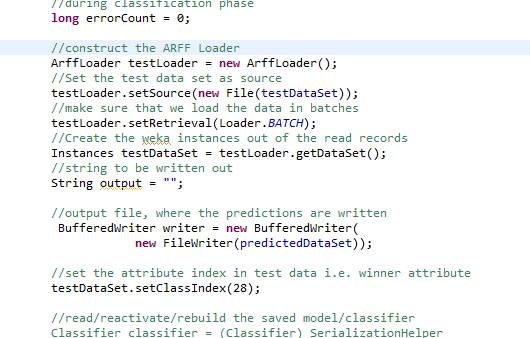 //during classification phase
long errorCount = 0;
//construct the ARFF Loader
ArffLoader testLoader = new ArffLoader();
//Set the test data set as source
testLoader.setSource(new File(testDataSet));
//make sure that we load the data in batches
testLoader.setRetrieval(Loader.BATCH);
//Create the weka instances out of the read records
Instances testDataSet = testLoader.getDataSet();
//string to be written out
String output = "";
//output file, where the predictions are written
BufferedWriter writer = new BufferedWriter(
new FileWriter(predictedDataSet));
//set the attribute index in test data i.e. winner attribute
testDataSet.setClassIndex(28);
//read/reactivate/rebuild the saved model/classifier
Classifier classifier = (Classifier) SerializationHelper